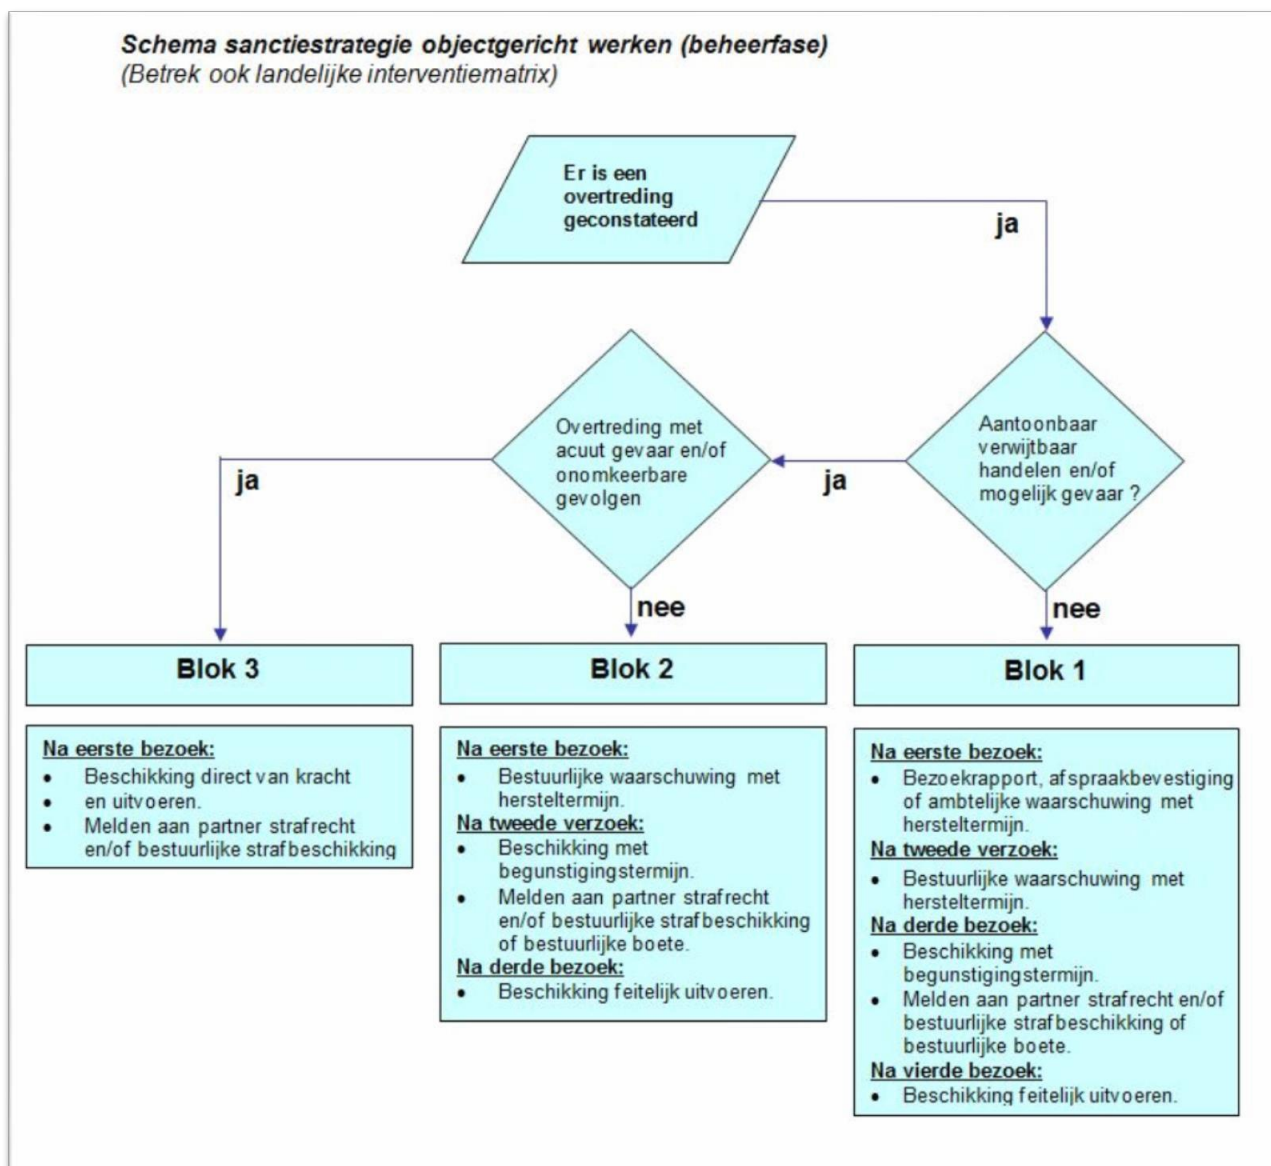 Schema sanctiestrategie objectgericht werken (beheerfase)
(Betrek ook landelijke interventiematrix)
Er is een
overtreding
geconstateerd
ja
Aantoonbaar
verwijtbaar
handelen en/of
mogelijk gevaar ?
ja
Overtreding met
acuut gevaar en/of
onomkeerbare
gevolgen
ja
nee
nee
Blok 3
Na eerste bezoek:
• Beschikking direct van kracht
• en uitvoeren.
• Melden aan partner strafrecht
en/of bestuurlijke strafbeschikking
Blok 2
Na eerste bezoek:
• Bestuurlijke waarschuwing met
hersteltermijn.
Na tweede verzoek:
• Beschikking met
begunstigingstermijn.
• Melden aan partner strafrecht
en/of bestuurlijke strafbeschikking
of bestuurlijke boete.
Na derde bezoek:
• Beschikking feitelijk uitvoeren.
Blok 1
Na eerste bezoek:
• Bezoekrapport, afspraakbevestiging
of ambtelijke waarschuwing met
hersteltermijn.
Na tweede verzoek:
• Bestuurlijke waarschuwing met
hersteltermijn.
Na derde bezoek:
• Beschikking met
begunstigingstermijn.
• Melden aan partner strafrecht en/of
bestuurlijke strafbeschikking of
bestuurlijke boete.
Na vierde bezoek:
• Beschikking feitelijk uitvoeren.